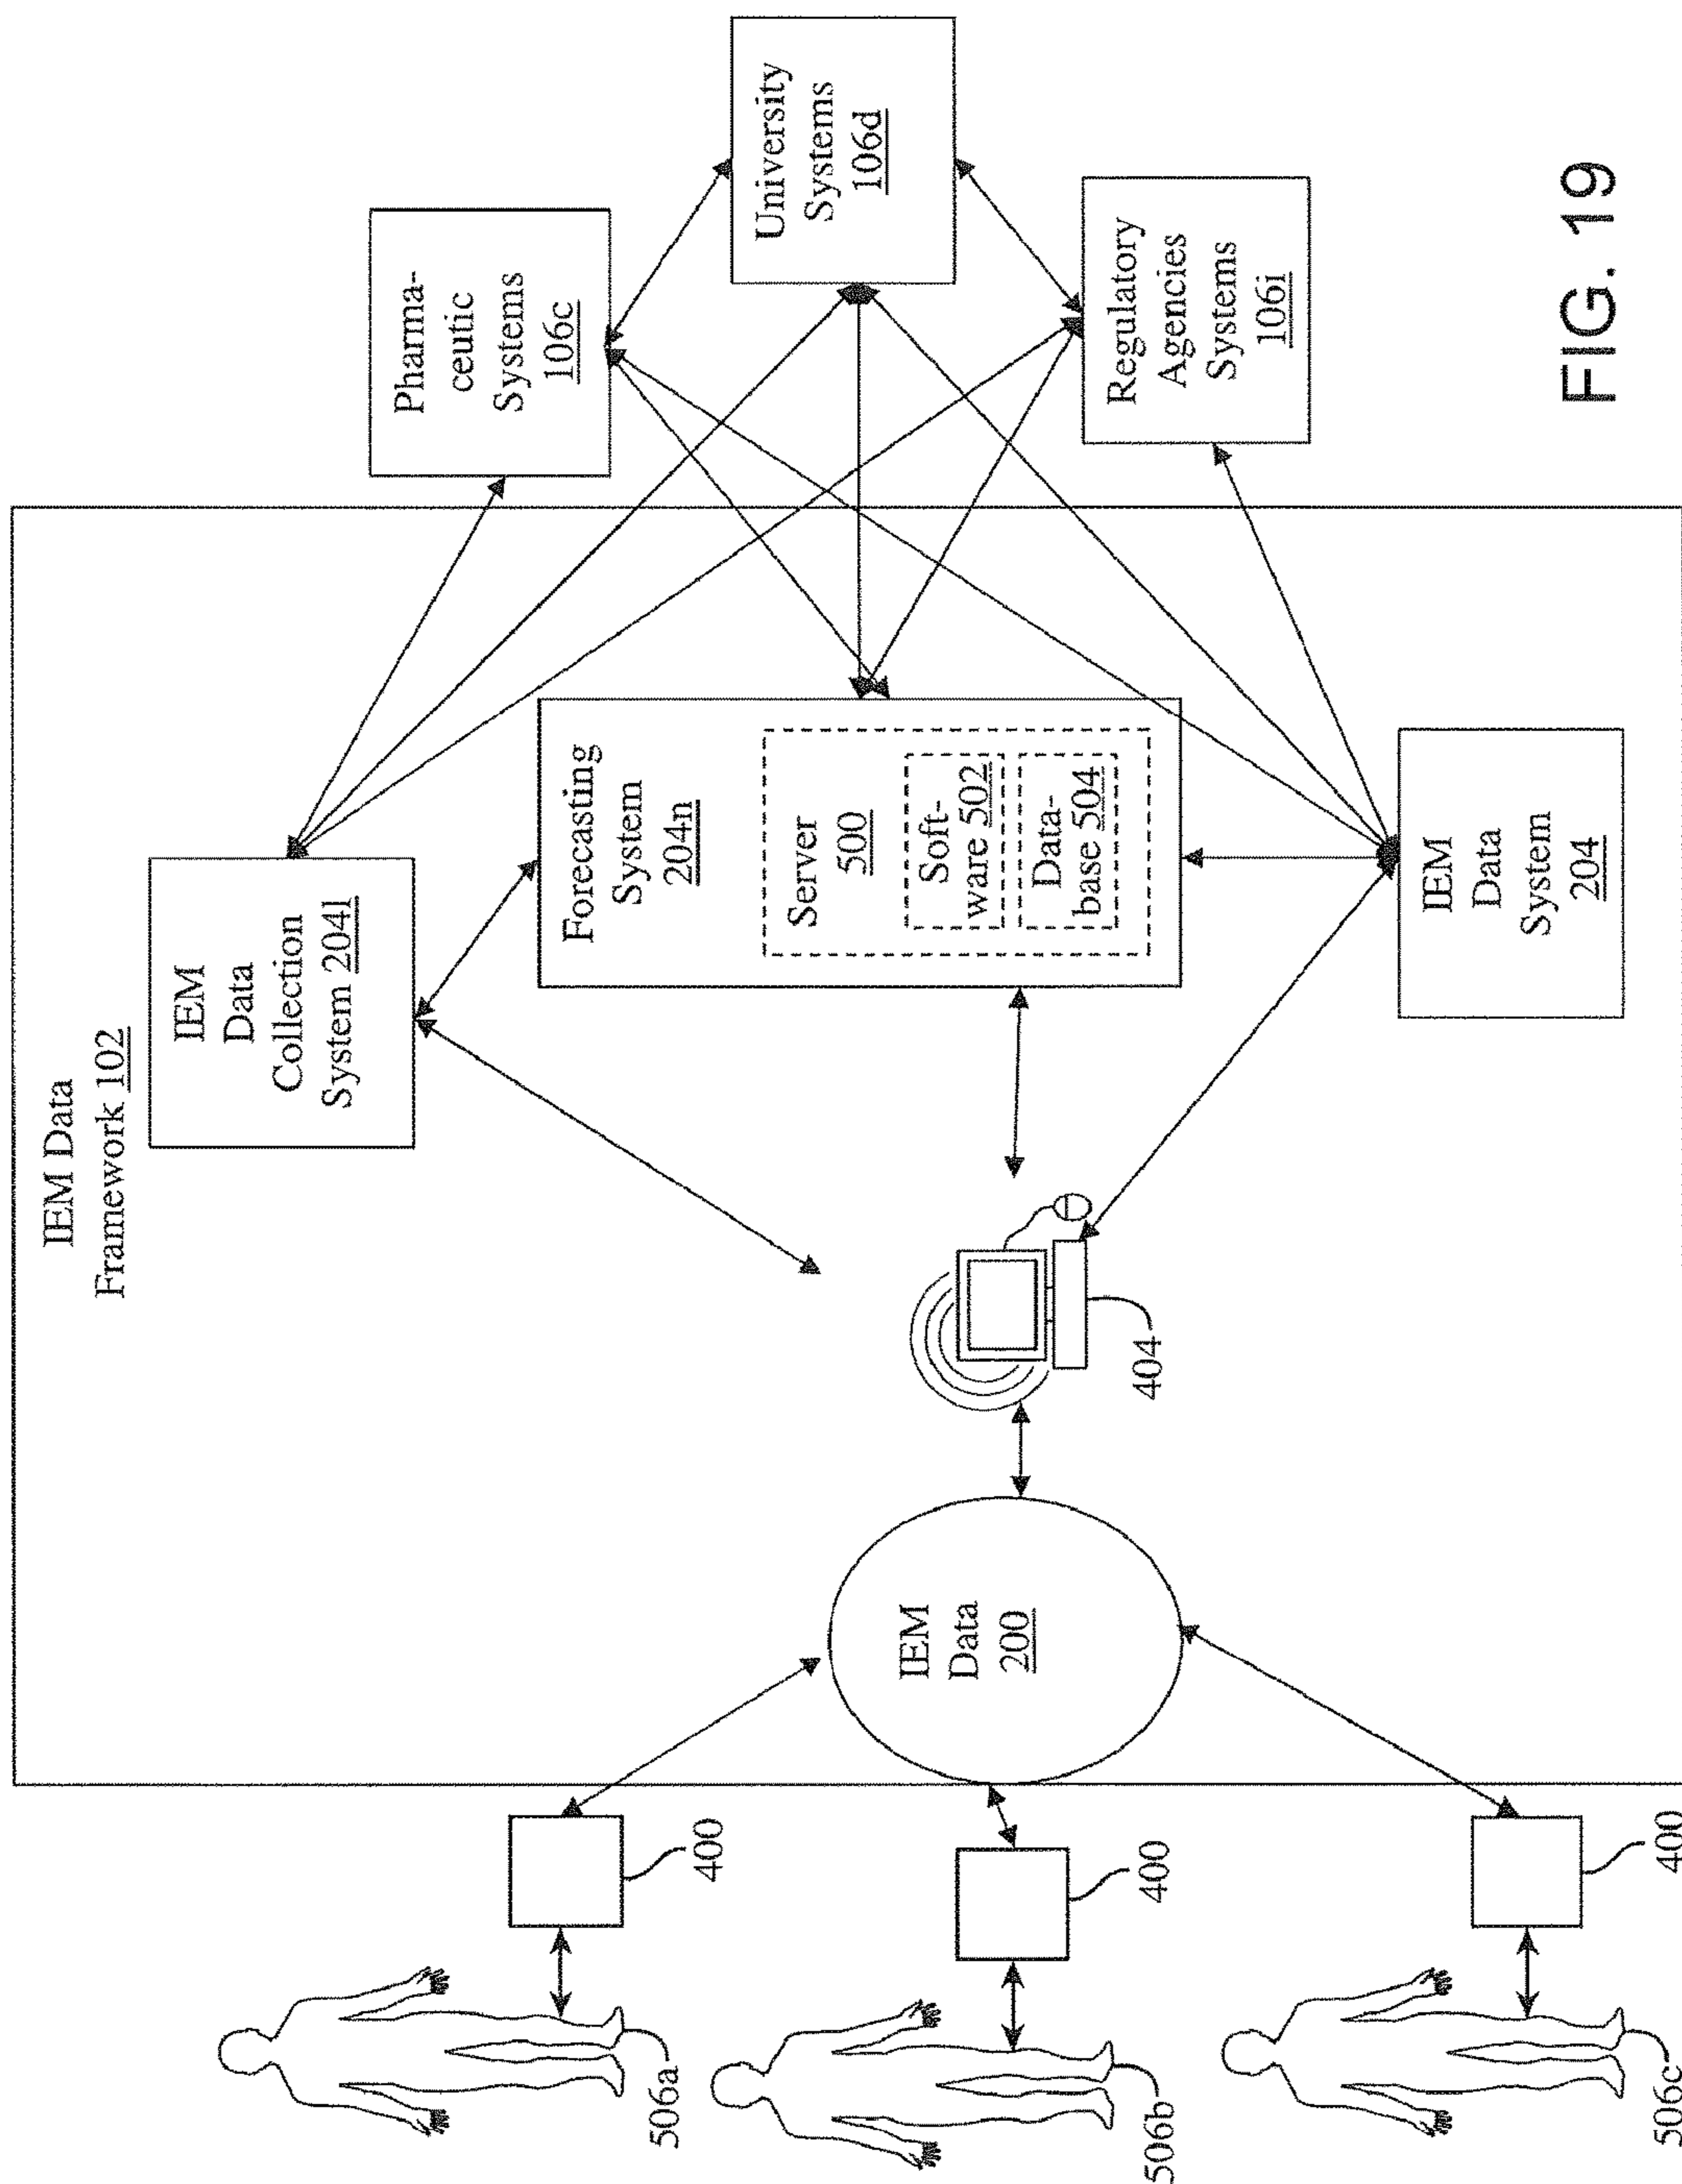 IEM Data
Framework 102
IEM
Data
Collection
System 204l
Forecasting
System
204n
Server
500
Soft-
ware 502
Data-
base 504
IEM
Data
System
204
Pharma-
ceutic
Systems
106c
University
Systems
106d
Regulatory
Agencies
Systems
106i
IEM
Data
200
404
400
400
400
506a
506b
506c
FIG. 19